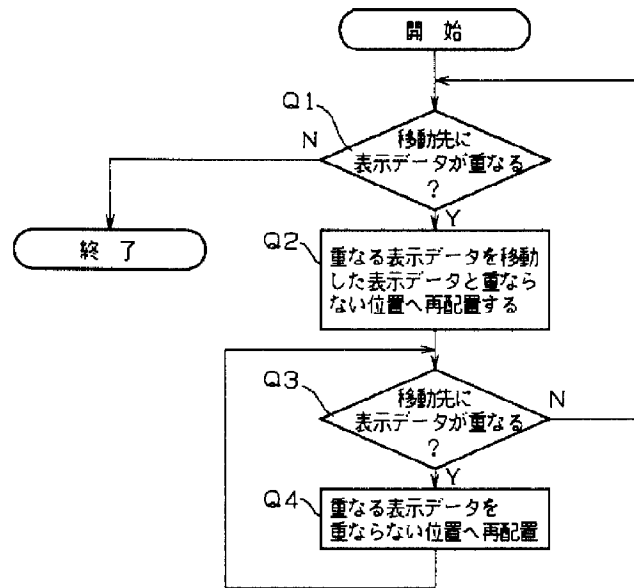 開 始
Q1
N
移動先に
表示データが重なる
?
Y
終 了
Q2
重なる表示データを移動
した表示データと重なら
ない位置へ再配置する
Q3
移動先に
表示データが重なる
?
N
Y
Q4
重なる表示データを
重ならない位置へ再配置